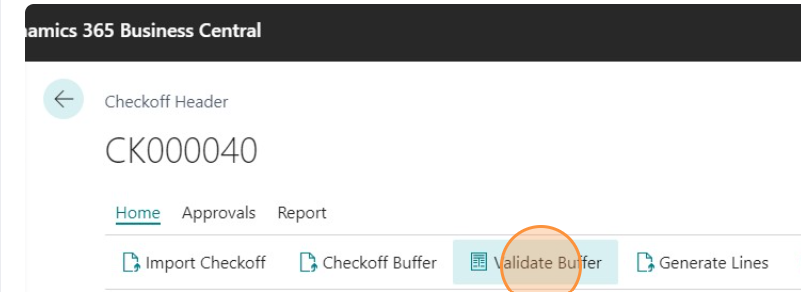 namics 365 Business Central
Checkoff Header
CK000040
Home Approvals Report
Import Checkoff Checkoff Buffer Validate Buffer Generate Lines